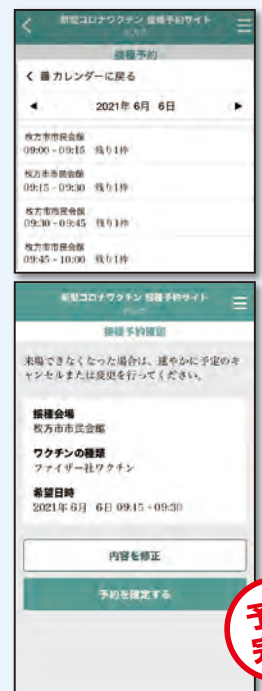 新型コロナワクチン 接種予約サイト
接種予約
カレンダーに戻る
2021年 6月 6日
枚方市市民会館
09:00 - 09:15 残り1枠
枚方市市民会館
09:15 - 09:30 残り1枠
枚方市市民会館
09:30 - 09:45 残り1枠
枚方市市民会館
09:45 - 10:00 残り1枠
新型コロナワクチン 接種予約サイト
接種予約確認
来場できなくなった場合は、速やかに予定のキ
ャンセルまたは変更を行ってください。
接種会場
枚方市市民会館
ワクチンの種類
ファイザー社ワクチン
希望日時
2021年 6月 6日 09:15 - 09:30
内容を修正
予約を確定する